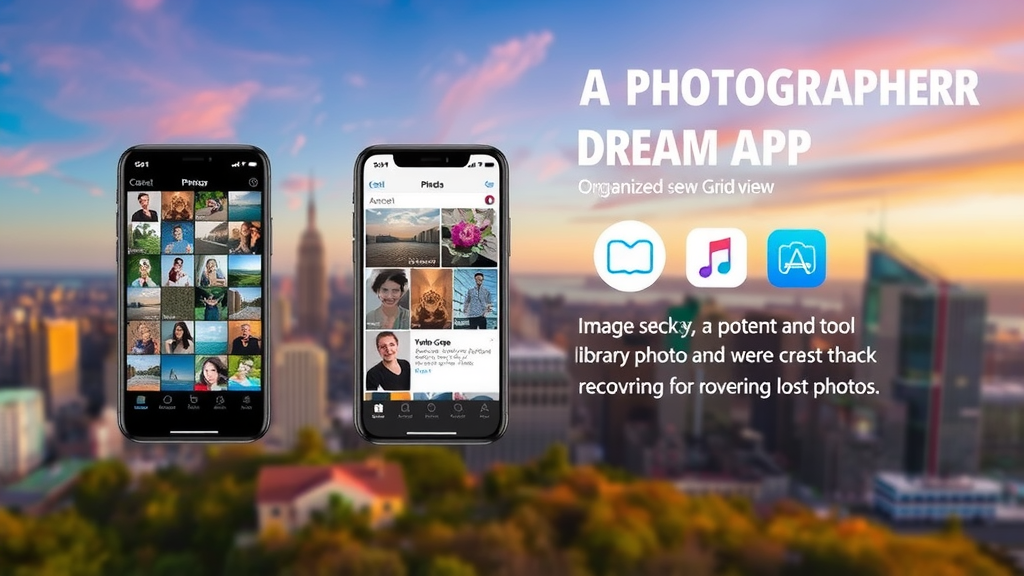 A PHOTOGRAPHERR
DREAM APP
Organized sew Grid view
Image secky, a potent and tool
library photo and were crest thack
recovring for rovering lost photos.